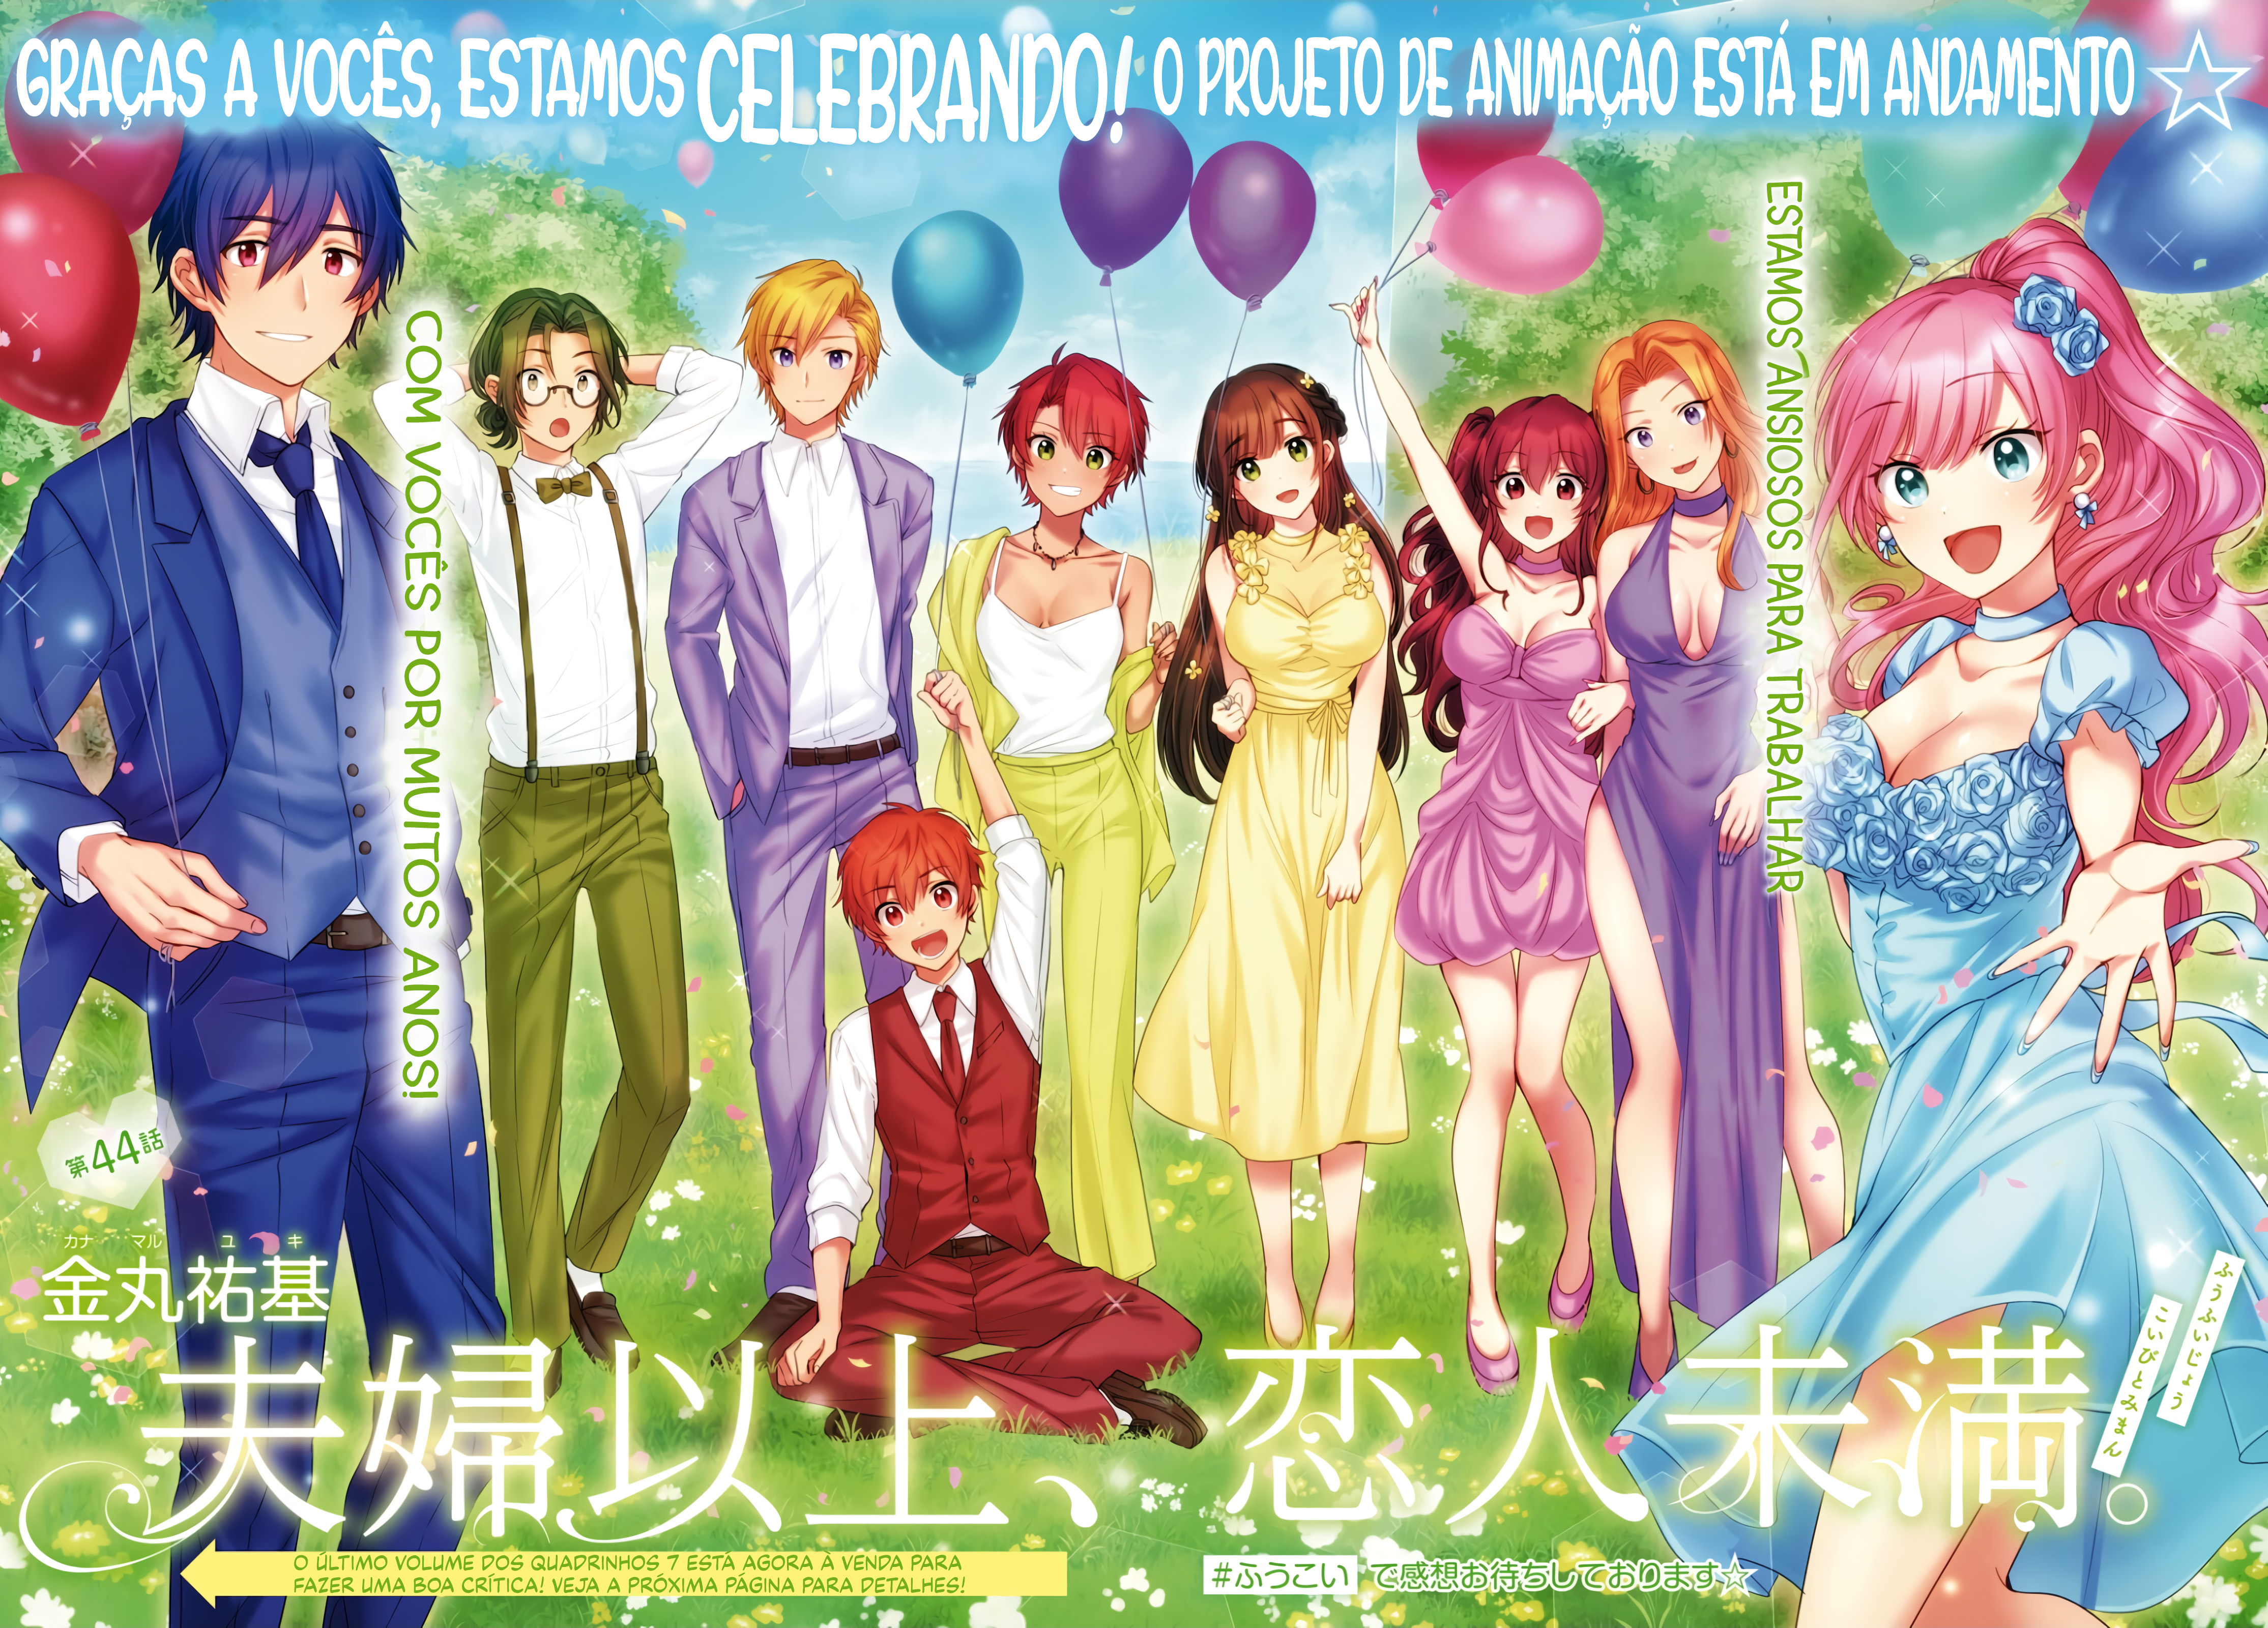 GRAÇAS A VOCÊS, ESTAMOS CELEBRANDO! O PROJETO DE ANIMAÇÃO ESTÁ EM ANDAMENTO ☆
ESTAMOS ANSIOSOS PARA TRABALHAR
COM VOCÊS POR MUITOS ANOS!
第44話
カナマル ユキ
金丸祐基
夫婦以上、恋人未満。
ふうふいじょう
こいびとみまん
O ÚLTIMO VOLUME DOS QUADRINHOS 7 ESTÁ AGORA À VENDA PARA
FAZER UMA BOA CRÍTICA! VEJA A PRÓXIMA PÁGINA PARA DETALHES!
#ふうこい で感想お待ちしております☆